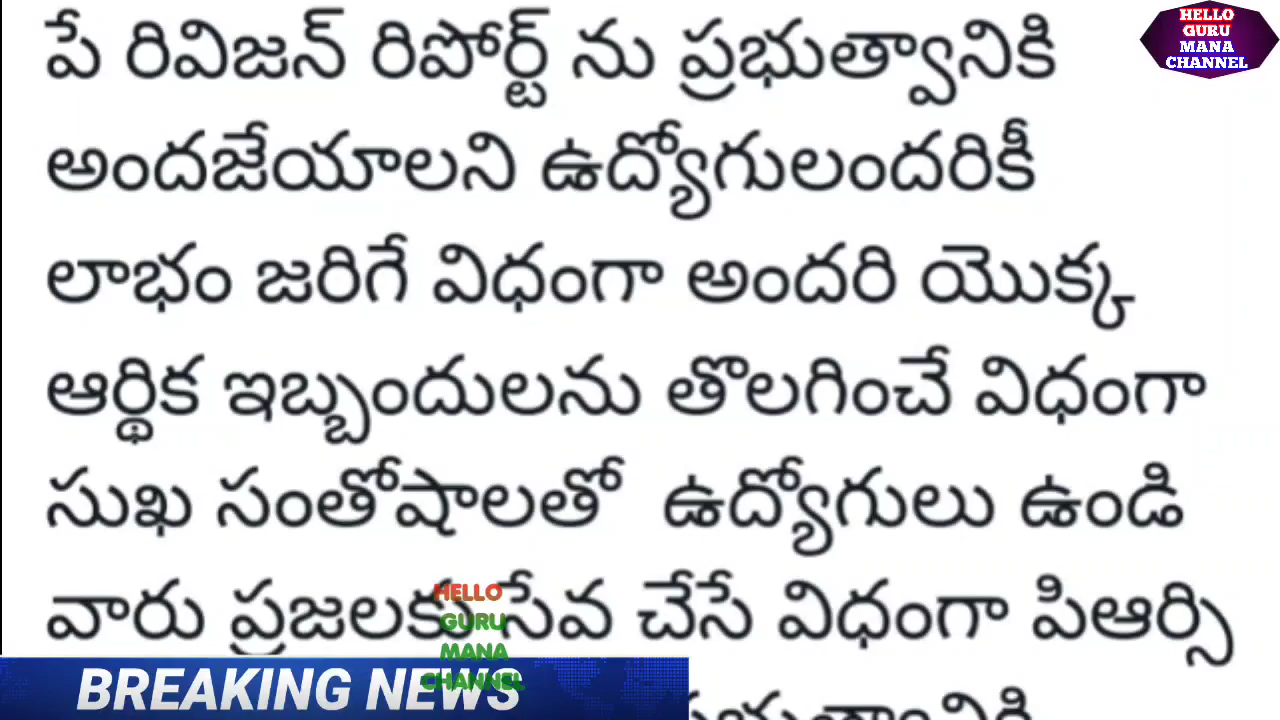 పే రివిజన్ రిపోర్ట్ ను ప్రభుత్వానికి
HELLO
GURU
MANA
CHANNEL
అందజేయాలని ఉద్యోగులందరికీ
లాభం జరిగే విధంగా అందరి యొక్క
ఆర్థిక ఇబ్బందులను తొలగించే విధంగా
సుఖ సంతోషాలతో ఉద్యోగులు ఉండి
వారు ప్రజలకు సేవ చేసే విధంగా పిఆర్సి
HELLO
GURU
MANA
CHANNEL
BREAKING NEWS